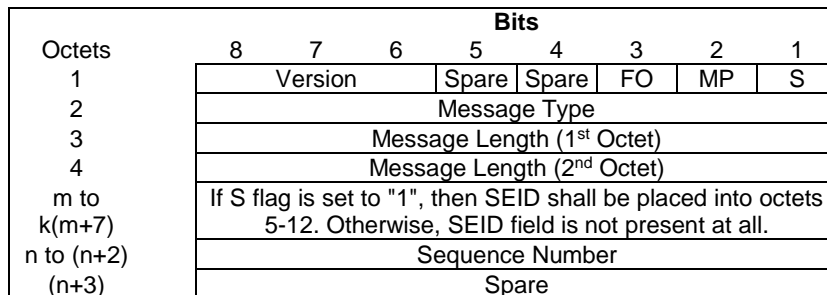 Bits
Octets 8 7 6 5 4 3 2 1
1 Version Spare Spare FO MP S
2 Message Type
3 Message Length (1st Octet)
4 Message Length (2nd Octet)
m to If S flag is set to "1", then SEID shall be placed into octets
k(m+7) 5-12. Otherwise, SEID field is not present at all.
n to (n+2) Sequence Number
(n+3) Spare